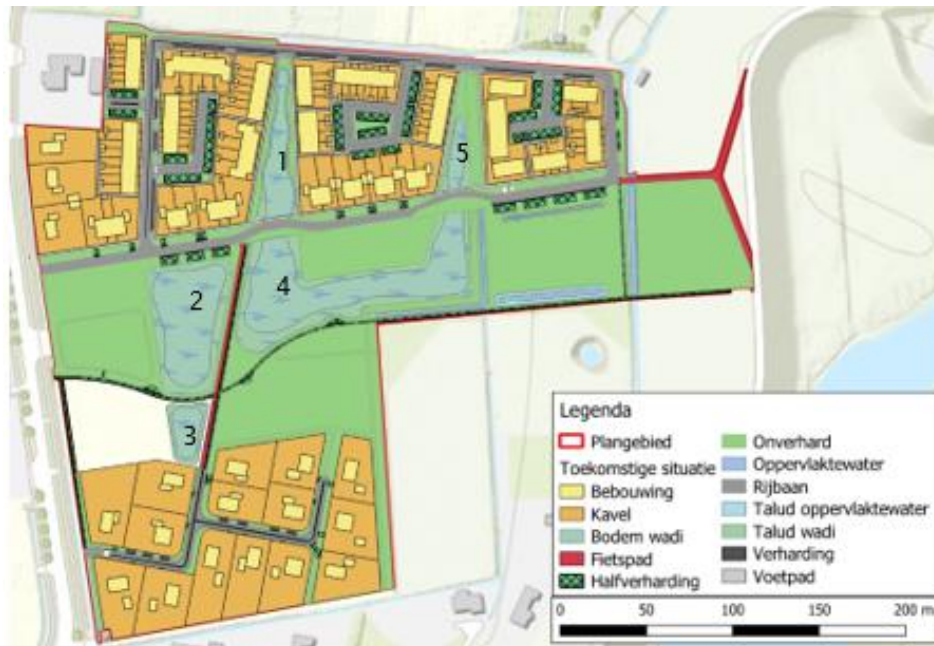 1
5
2
4
3
Legenda
Plangebied
Toekomstige situatie
Bebouwing
Kavel
Bodem wadi
Fietspad
Halfverharding
Onverhard
Oppervlaktewater
Rijbaan
Talud oppervlaktewater
Talud wadi
Verharding
Voetpad
0 50 100 150 200 m